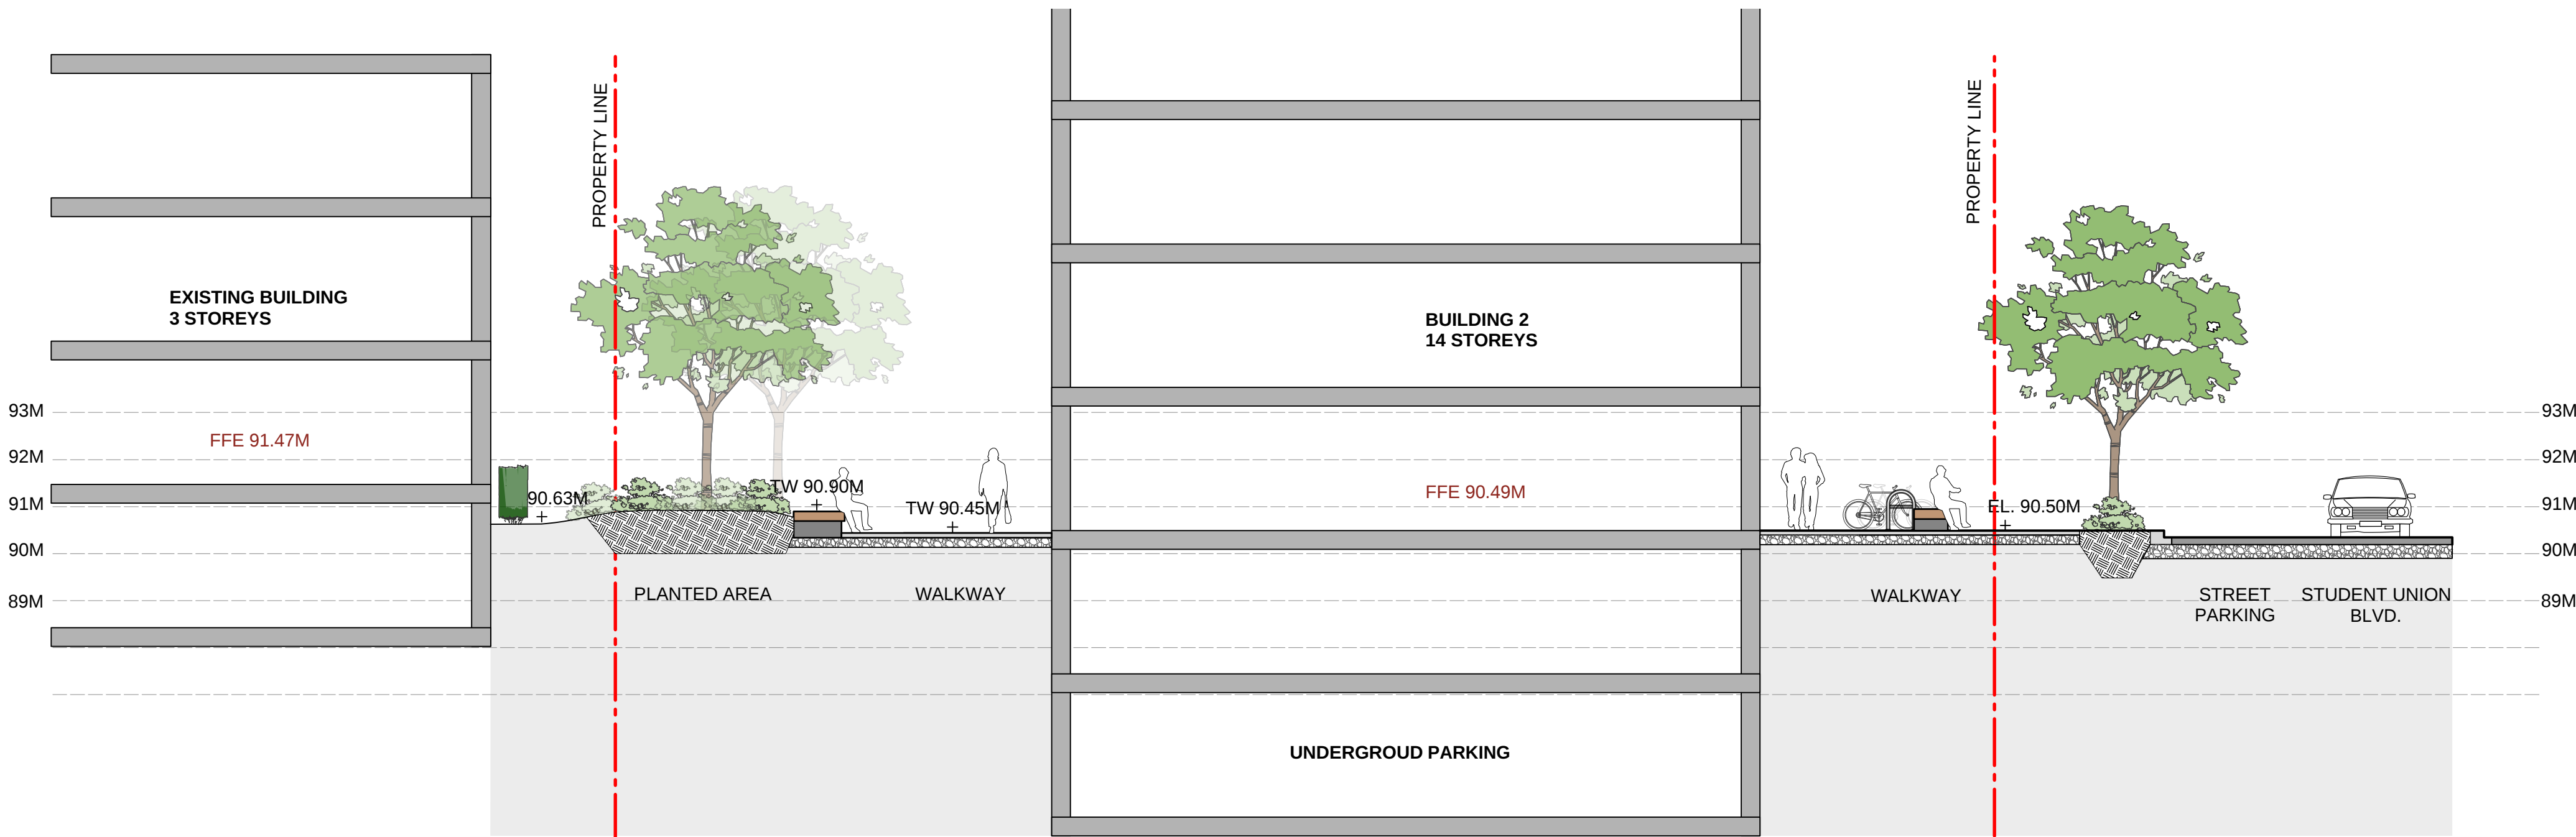 PROPERTY LINE
PROPERTY LINE
EXISTING BUILDING
3 STOREYS
BUILDING 2
14 STOREYS
93M
93M
FFE 91.47M
92M
92M
FFE 90.49M
TW 90.90M
90.63M
TW 90.45M
EL. 90.50M
91M
91M
90M
90M
PLANTED AREA
WALKWAY
WALKWAY
STREET
PARKING
STUDENT UNION
BLVD.
89M
89M
UNDERGROUD PARKING